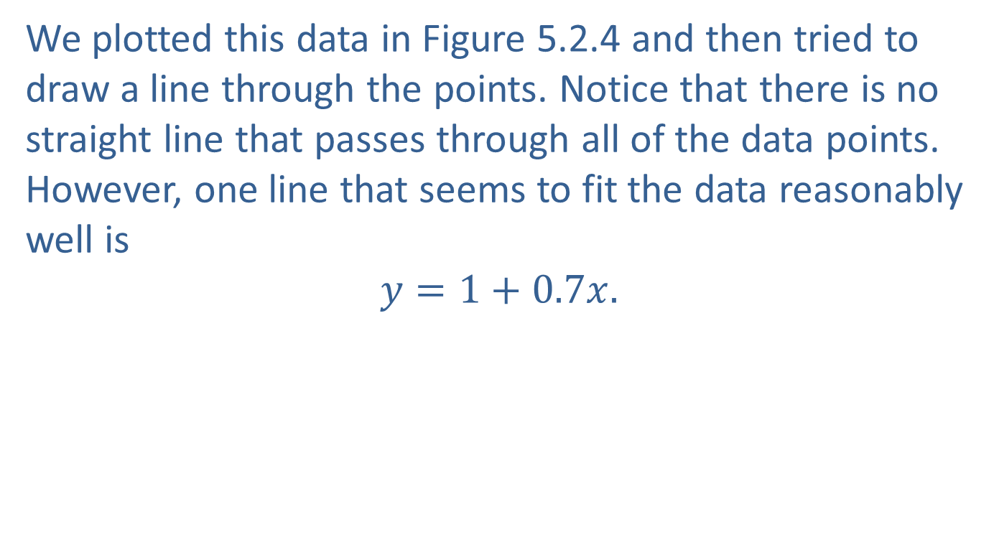 We plotted this data in Figure 5.2.4 and then tried to
draw a line through the points. Notice that there is no
straight line that passes through all of the data points.
However, one line that seems to fit the data reasonably
well is
y = 1 + 0.7x.